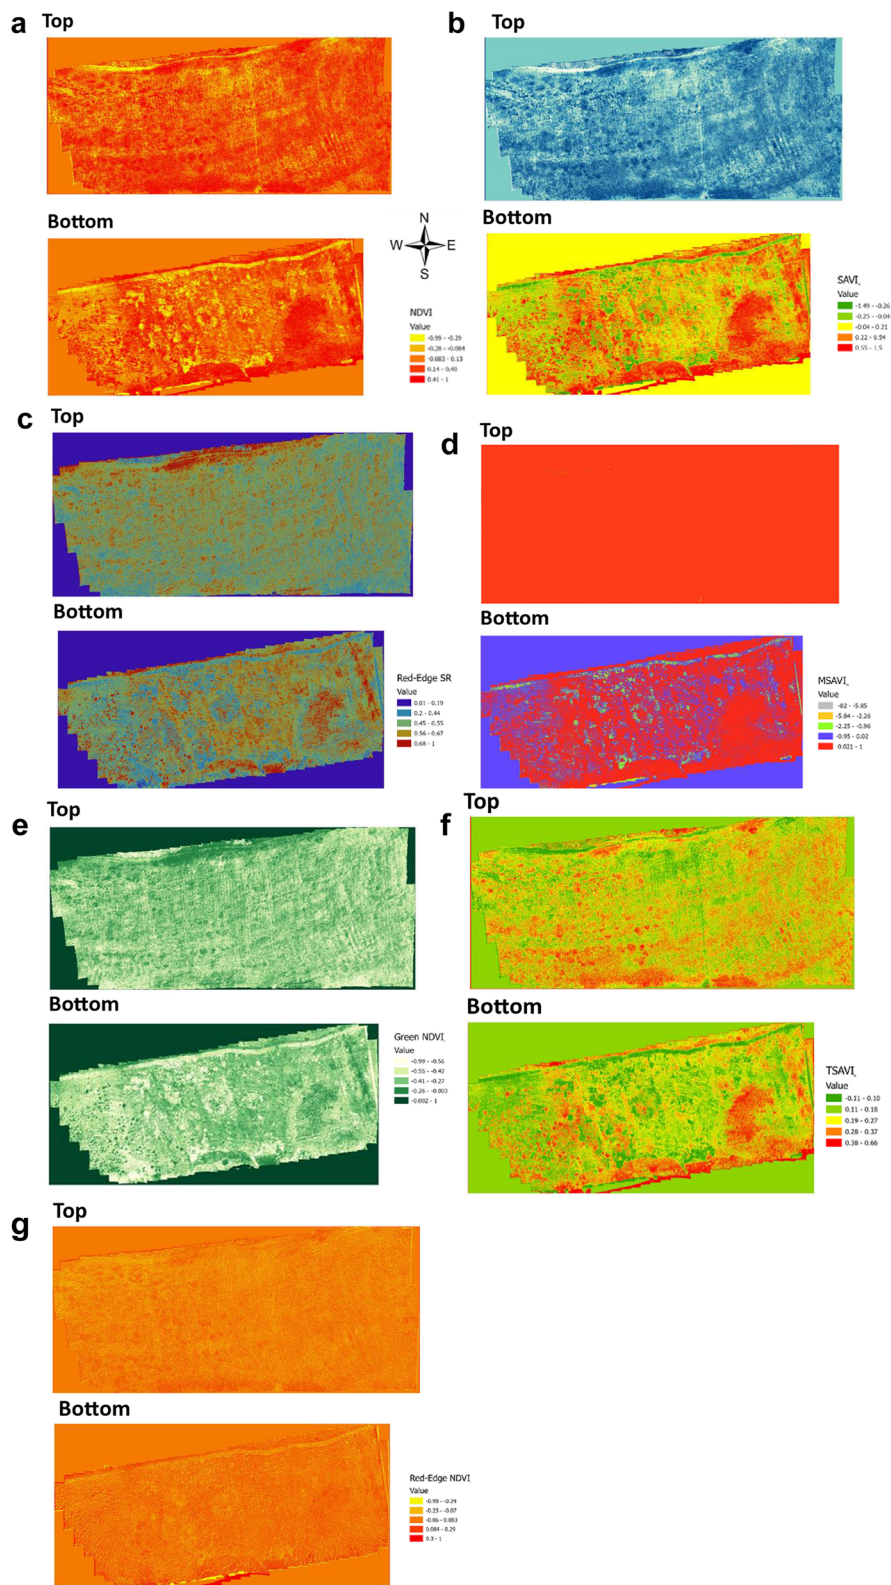 a
Top
b
Top
Bottom
N
W E
S
NDVI
Value
-0.99 - -0.29
-0.28 - -0.084
-0.083 - 0.13
0.14 - 0.40
0.41 - 1
Bottom
SAVI
Value
-1.49 - -0.26
-0.25 - -0.04
-0.04 - 0.21
0.22 - 0.54
0.55 - 1.5
c
Top
Bottom
Red-Edge SR
Value
0.01 - 0.19
0.2 - 0.44
0.45 - 0.55
0.56 - 0.67
0.68 - 1
d
Top
Bottom
MSAVI
Value
-82 - -5.85
-5.84 - -2.26
-2.25 - -0.96
-0.95 - 0.02
0.021 - 1
e
Top
Bottom
Green NDVI
Value
-0.99 - -0.56
-0.55 - -0.42
-0.41 - -0.27
-0.26 - -0.003
-0.002 - 1
f
Top
Bottom
TSAVI
Value
-0.11 - 0.10
0.11 - 0.18
0.19 - 0.27
0.28 - 0.37
0.38 - 0.66
g
Top
Bottom
Red-Edge NDVI
Value
-0.99 - -0.24
-0.23 - -0.07
-0.06 - 0.083
0.084 - 0.29
0.3 - 1